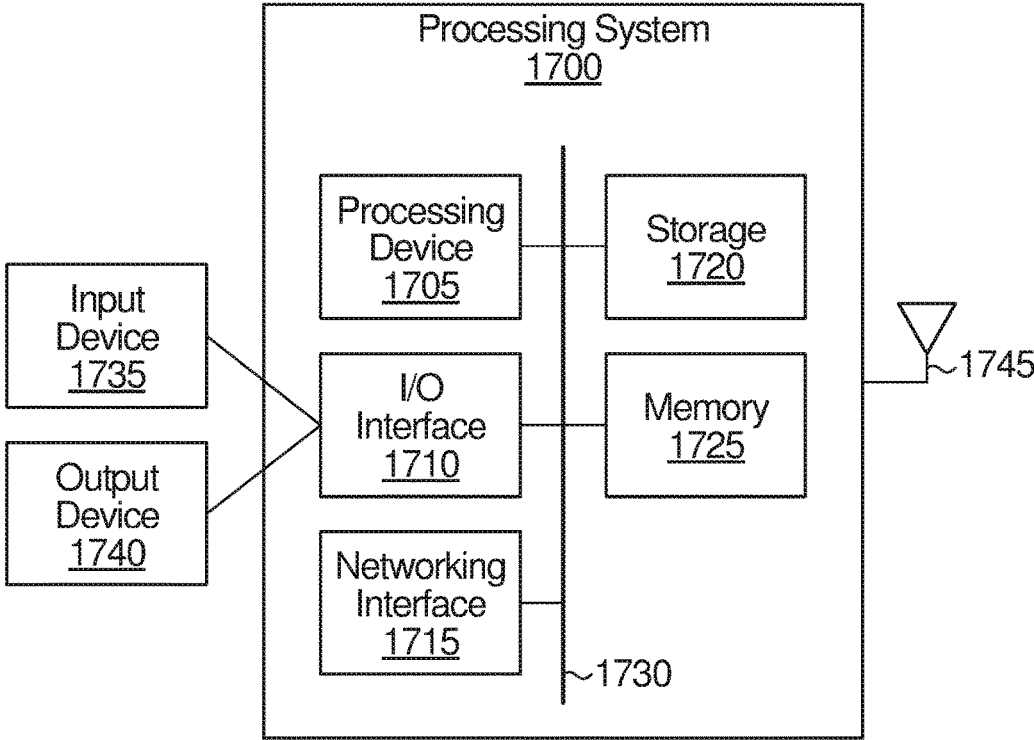 Processing System
1700
Processing
Device
1705
Storage
1720
Input
Device
1735
I/O
Interface
1710
Memory
1725
1745
Output
Device
1740
Networking
Interface
1715
1730